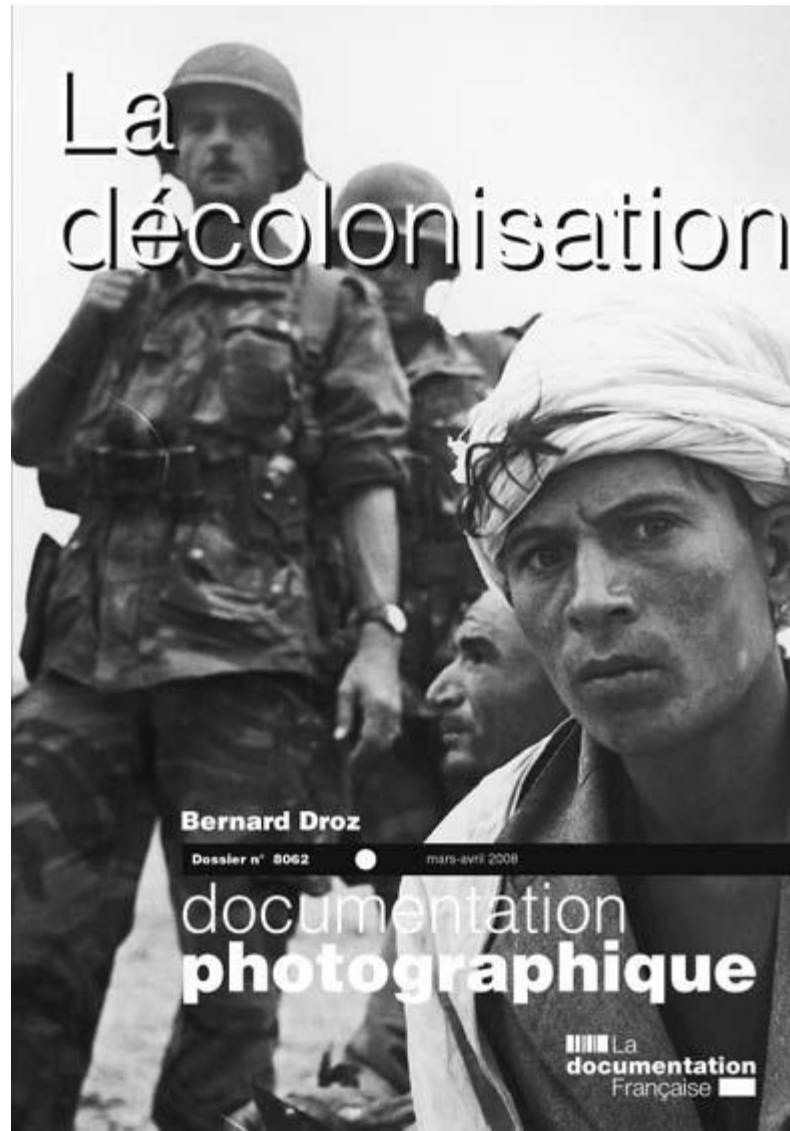 La
décolonisation
Bernard Droz
Dossier n° 8062
mars-avril 2008
documentation
photographique
La
documentation
Française